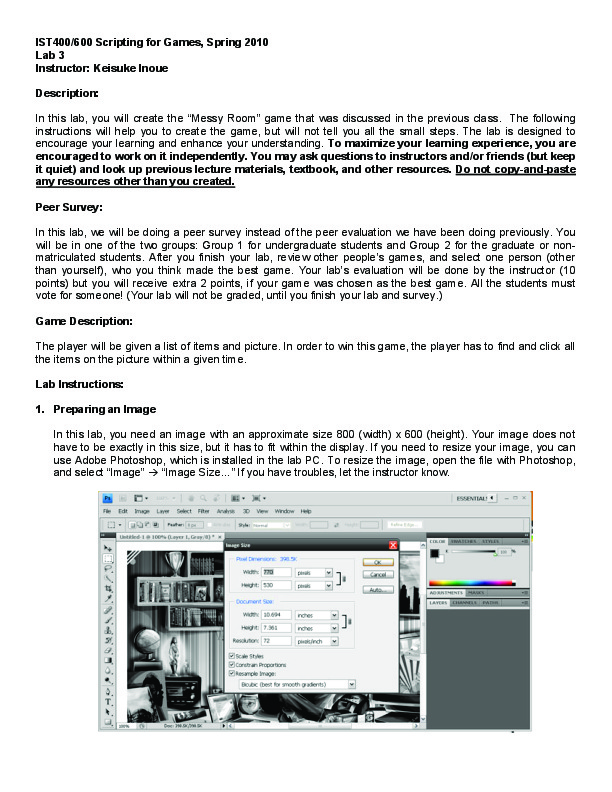 IST400/600 Scripting for Games, Spring 2010
Lab 3
Instructor: Keisuke Inoue
Description:
In this lab, you will create the “Messy Room” game that was discussed in the previous class. The following
instructions will help you to create the game, but will not tell you all the small steps. The lab is designed to
encourage your learning and enhance your understanding. To maximize your learning experience, you are
encouraged to work on it independently. You may ask questions to instructors and/or friends (but keep
it quiet) and look up previous lecture materials, textbook, and other resources. Do not copy-and-paste
any resources other than you created.
Peer Survey:
In this lab, we will be doing a peer survey instead of the peer evaluation we have been doing previously. You
will be in one of the two groups: Group 1 for undergraduate students and Group 2 for the graduate or non-
matriculated students. After you finish your lab, review other people’s games, and select one person (other
than yourself), who you think made the best game. Your lab’s evaluation will be done by the instructor (10
points) but you will receive extra 2 points, if your game was chosen as the best game. All the students must
vote for someone! (Your lab will not be graded, until you finish your lab and survey.)
Game Description:
The player will be given a list of items and picture. In order to win this game, the player has to find and click all
the items on the picture within a given time.
Lab Instructions:
1. Preparing an Image
In this lab, you need an image with an approximate size 800 (width) x 600 (height). Your image does not
have to be exactly in this size, but it has to fit within the display. If you need to resize your image, you can
use Adobe Photoshop, which is installed in the lab PC. To resize the image, open the file with Photoshop,
and select “Image” → “Image Size...” If you have troubles, let the instructor know.
Ps
ESSENTIALS
File Edit Image Layer Select Filter Analysis 3D View Window Help
Feather: Style: Normal
Untitled-1 @ 100% (Layer 1, Gray/8) *
Image Size
Pixel Dimensions: 398.5K
Width: 770 pixels
Height: 530 pixels
Document Size:
Width: 10.694 inches
Height: 7.361 inches
Resolution: 72 pixels/inch
Scale Styles
Constrain Proportions
Resample Image:
Bicubic (best for smooth gradients)
OK
Cancel
Auto...
COLOR SWATCHES STYLES
ADJUSTMENTS MASKS
LAYERS CHANNELS PATHS
100%